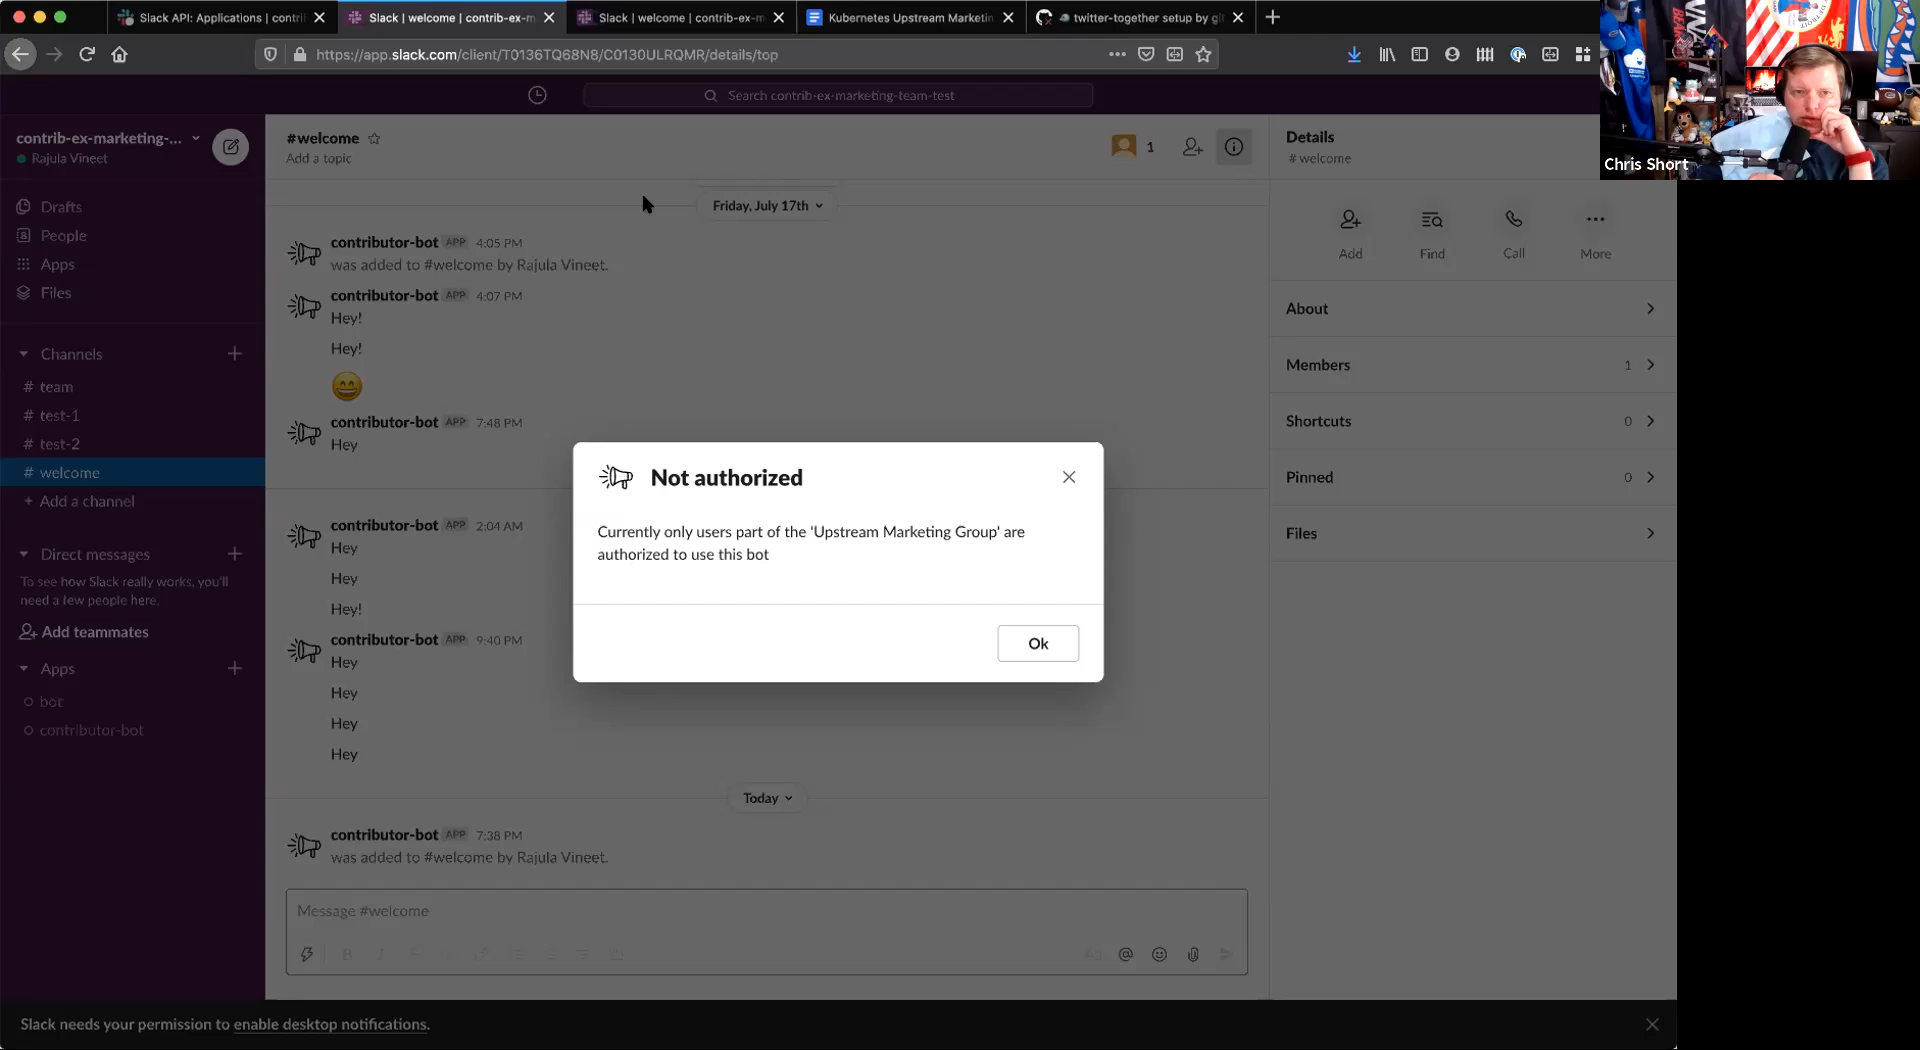 Slack API: Applications | contri
Slack | welcome | contrib-ex-m
Slack | welcome | contrib-ex-m
Kubernetes Upstream Marketin
twitter-together setup by gi
https://app.slack.com/client/T0136TQ68N8/C0130ULRQMR/details/top
Search contrib-ex-marketing-team-test
contrib-ex-marketing-...
Rajula Vineet
Drafts
People
Apps
Files
Channels
# team
# test-1
# test-2
# welcome
+ Add a channel
Direct messages
To see how Slack really works, you'll
need a few people here.
Add teammates
Apps
bot
contributor-bot
#welcome
Add a topic
1
Friday, July 17th
contributor-bot APP 4:05 PM
was added to #welcome by Rajula Vineet.
contributor-bot APP 4:07 PM
Hey!
Hey!
contributor-bot APP 7:48 PM
Hey
contributor-bot APP 2:04 AM
Hey
Hey
Hey!
contributor-bot APP 9:40 PM
Hey
Hey
Hey
Hey
Today
contributor-bot APP 7:38 PM
was added to #welcome by Rajula Vineet.
Message #welcome
Not authorized
Currently only users part of the 'Upstream Marketing Group' are
authorized to use this bot
Ok
Details
# welcome
Add
Find
Call
More
About
Members 1
Shortcuts 0
Pinned 0
Files
Slack needs your permission to enable desktop notifications.
Chris Short